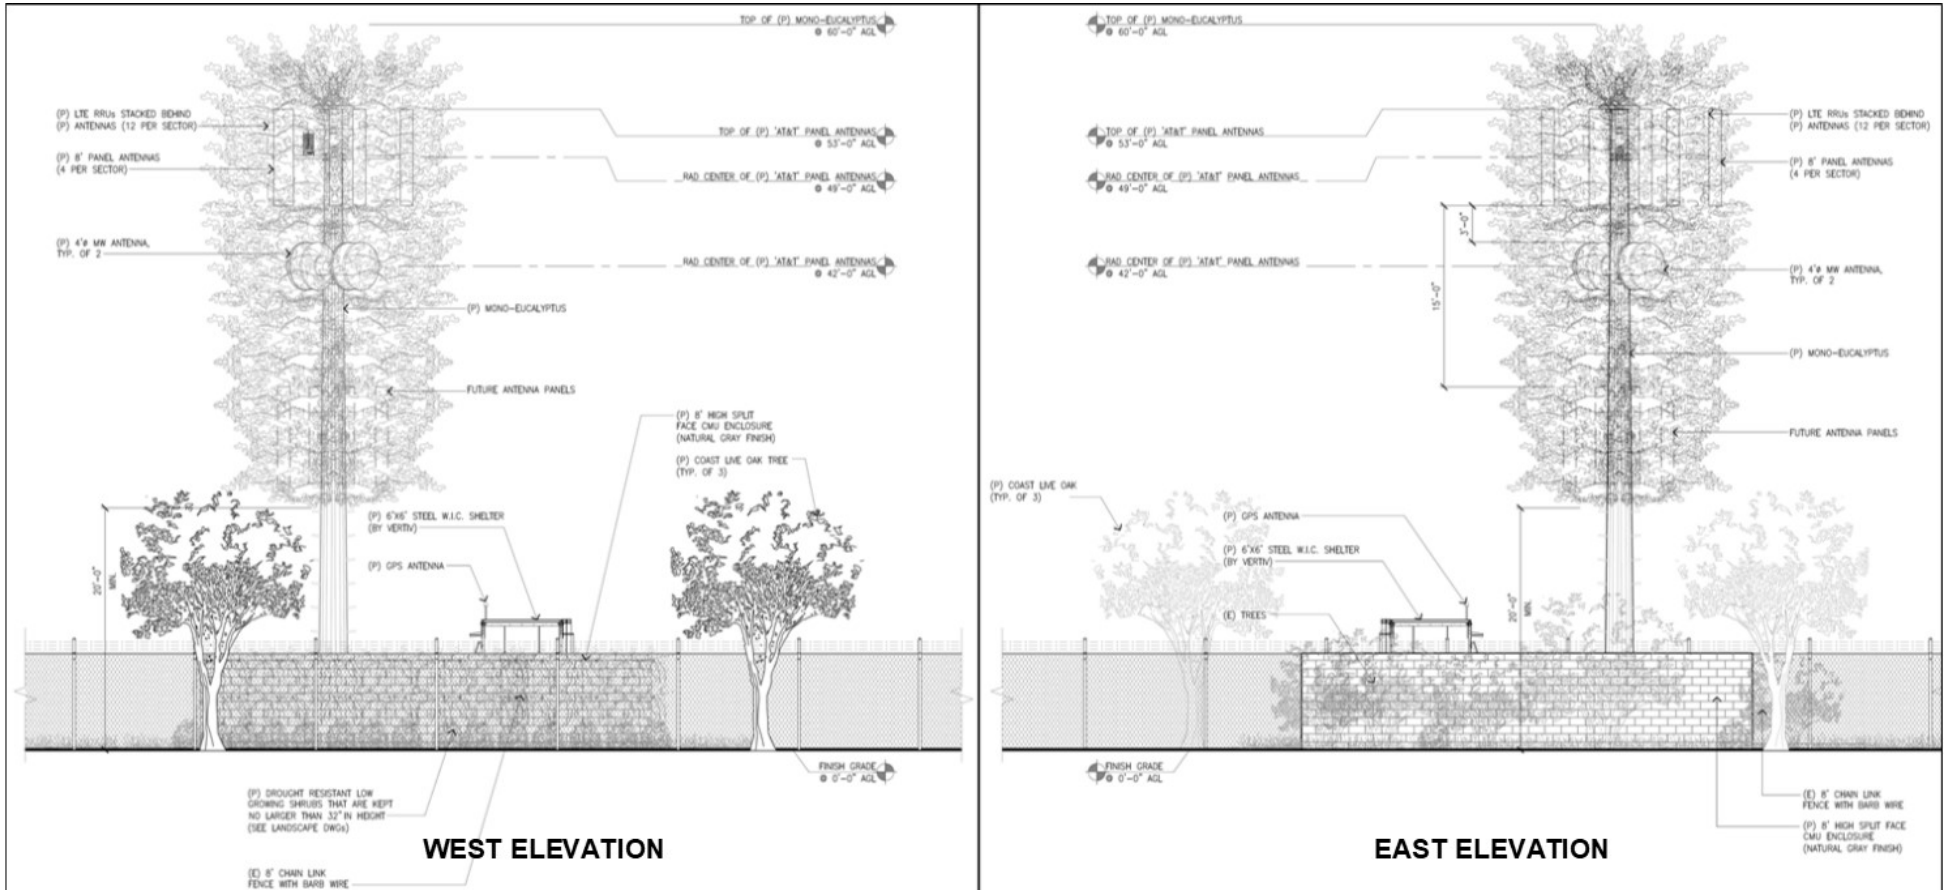 TOP OF (P) MONO-EUCALYPTUS
@ 60'-0" AGL
(P) LTE RRUs STACKED BEHIND
(P) ANTENNAS (12 PER SECTOR)
TOP OF (P) 'AT&T' PANEL ANTENNAS
@ 53'-0" AGL
(P) 8' PANEL ANTENNAS
(4 PER SECTOR)
RAD CENTER OF (P) 'AT&T' PANEL ANTENNAS
@ 49'-0" AGL
(P) 4'ø MW ANTENNA,
TYP. OF 2
RAD CENTER OF (P) 'AT&T' PANEL ANTENNAS
@ 42'-0" AGL
(P) MONO-EUCALYPTUS
FUTURE ANTENNA PANELS
(P) 8' HIGH SPLIT
FACE CMU ENCLOSURE
(NATURAL GRAY FINISH)
(P) COAST LIVE OAK TREE
(TYP. OF 3)
(P) 6'X6' STEEL W.I.C. SHELTER
(BY VERTIV)
(P) GPS ANTENNA
20'-0"
MIN.
FINISH GRADE
@ 0'-0" AGL
(P) DROUGHT RESISTANT LOW
GROWING SHRUBS THAT ARE KEPT
NO LARGER THAN 32" IN HEIGHT
(SEE LANDSCAPE DWGs)
WEST ELEVATION
(E) 8' CHAIN LINK
FENCE WITH BARB WIRE
TOP OF (P) MONO-EUCALYPTUS
@ 60'-0" AGL
(P) LTE RRUs STACKED BEHIND
(P) ANTENNAS (12 PER SECTOR)
TOP OF (P) 'AT&T' PANEL ANTENNAS
@ 53'-0" AGL
(P) 8' PANEL ANTENNAS
(4 PER SECTOR)
RAD CENTER OF (P) 'AT&T' PANEL ANTENNAS
@ 49'-0" AGL
3'-0"
RAD CENTER OF (P) 'AT&T' PANEL ANTENNAS
@ 42'-0" AGL
(P) 4'ø MW ANTENNA,
TYP. OF 2
15'-0"
(P) MONO-EUCALYPTUS
FUTURE ANTENNA PANELS
(P) COAST LIVE OAK
(TYP. OF 3)
(P) GPS ANTENNA
(P) 6'X6' STEEL W.I.C. SHELTER
(BY VERTIV)
(E) TREES
20'-0"
MIN.
FINISH GRADE
@ 0'-0" AGL
(E) 8' CHAIN LINK
FENCE WITH BARB WIRE
(P) 8' HIGH SPLIT FACE
CMU ENCLOSURE
(NATURAL GRAY FINISH)
EAST ELEVATION